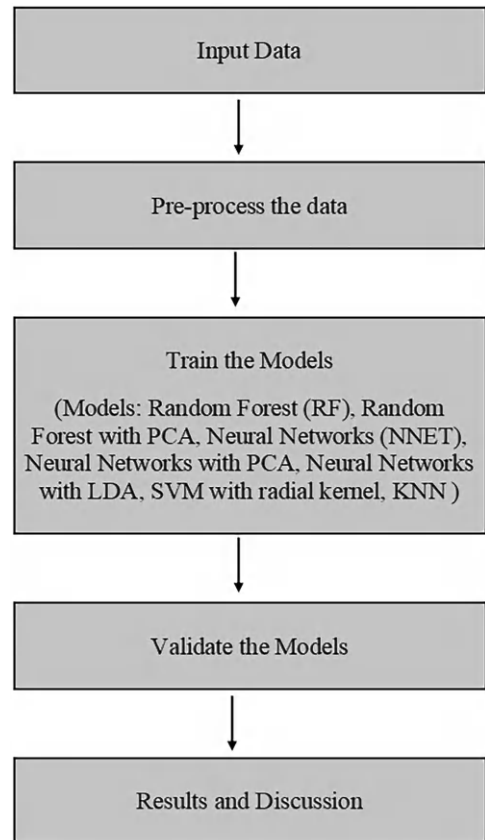 Input Data
Pre-process the data
Train the Models
(Models: Random Forest (RF), Random
Forest with PCA, Neural Networks (NNET),
Neural Networks with PCA, Neural Networks
with LDA, SVM with radial kernel, KNN )
Validate the Models
Results and Discussion